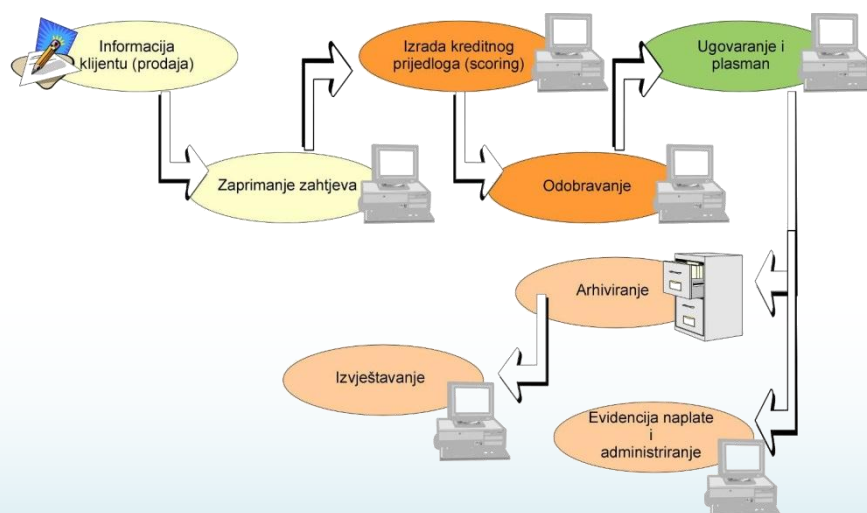 Informacija
klijentu (prodaja)
Zaprimanje zahtjeva
Izrada kreditnog
prijedloga (scoring)
Odobravanje
Ugovaranje i
plasman
Arhiviranje
Izvještavanje
Evidencija naplate
i
administriranje